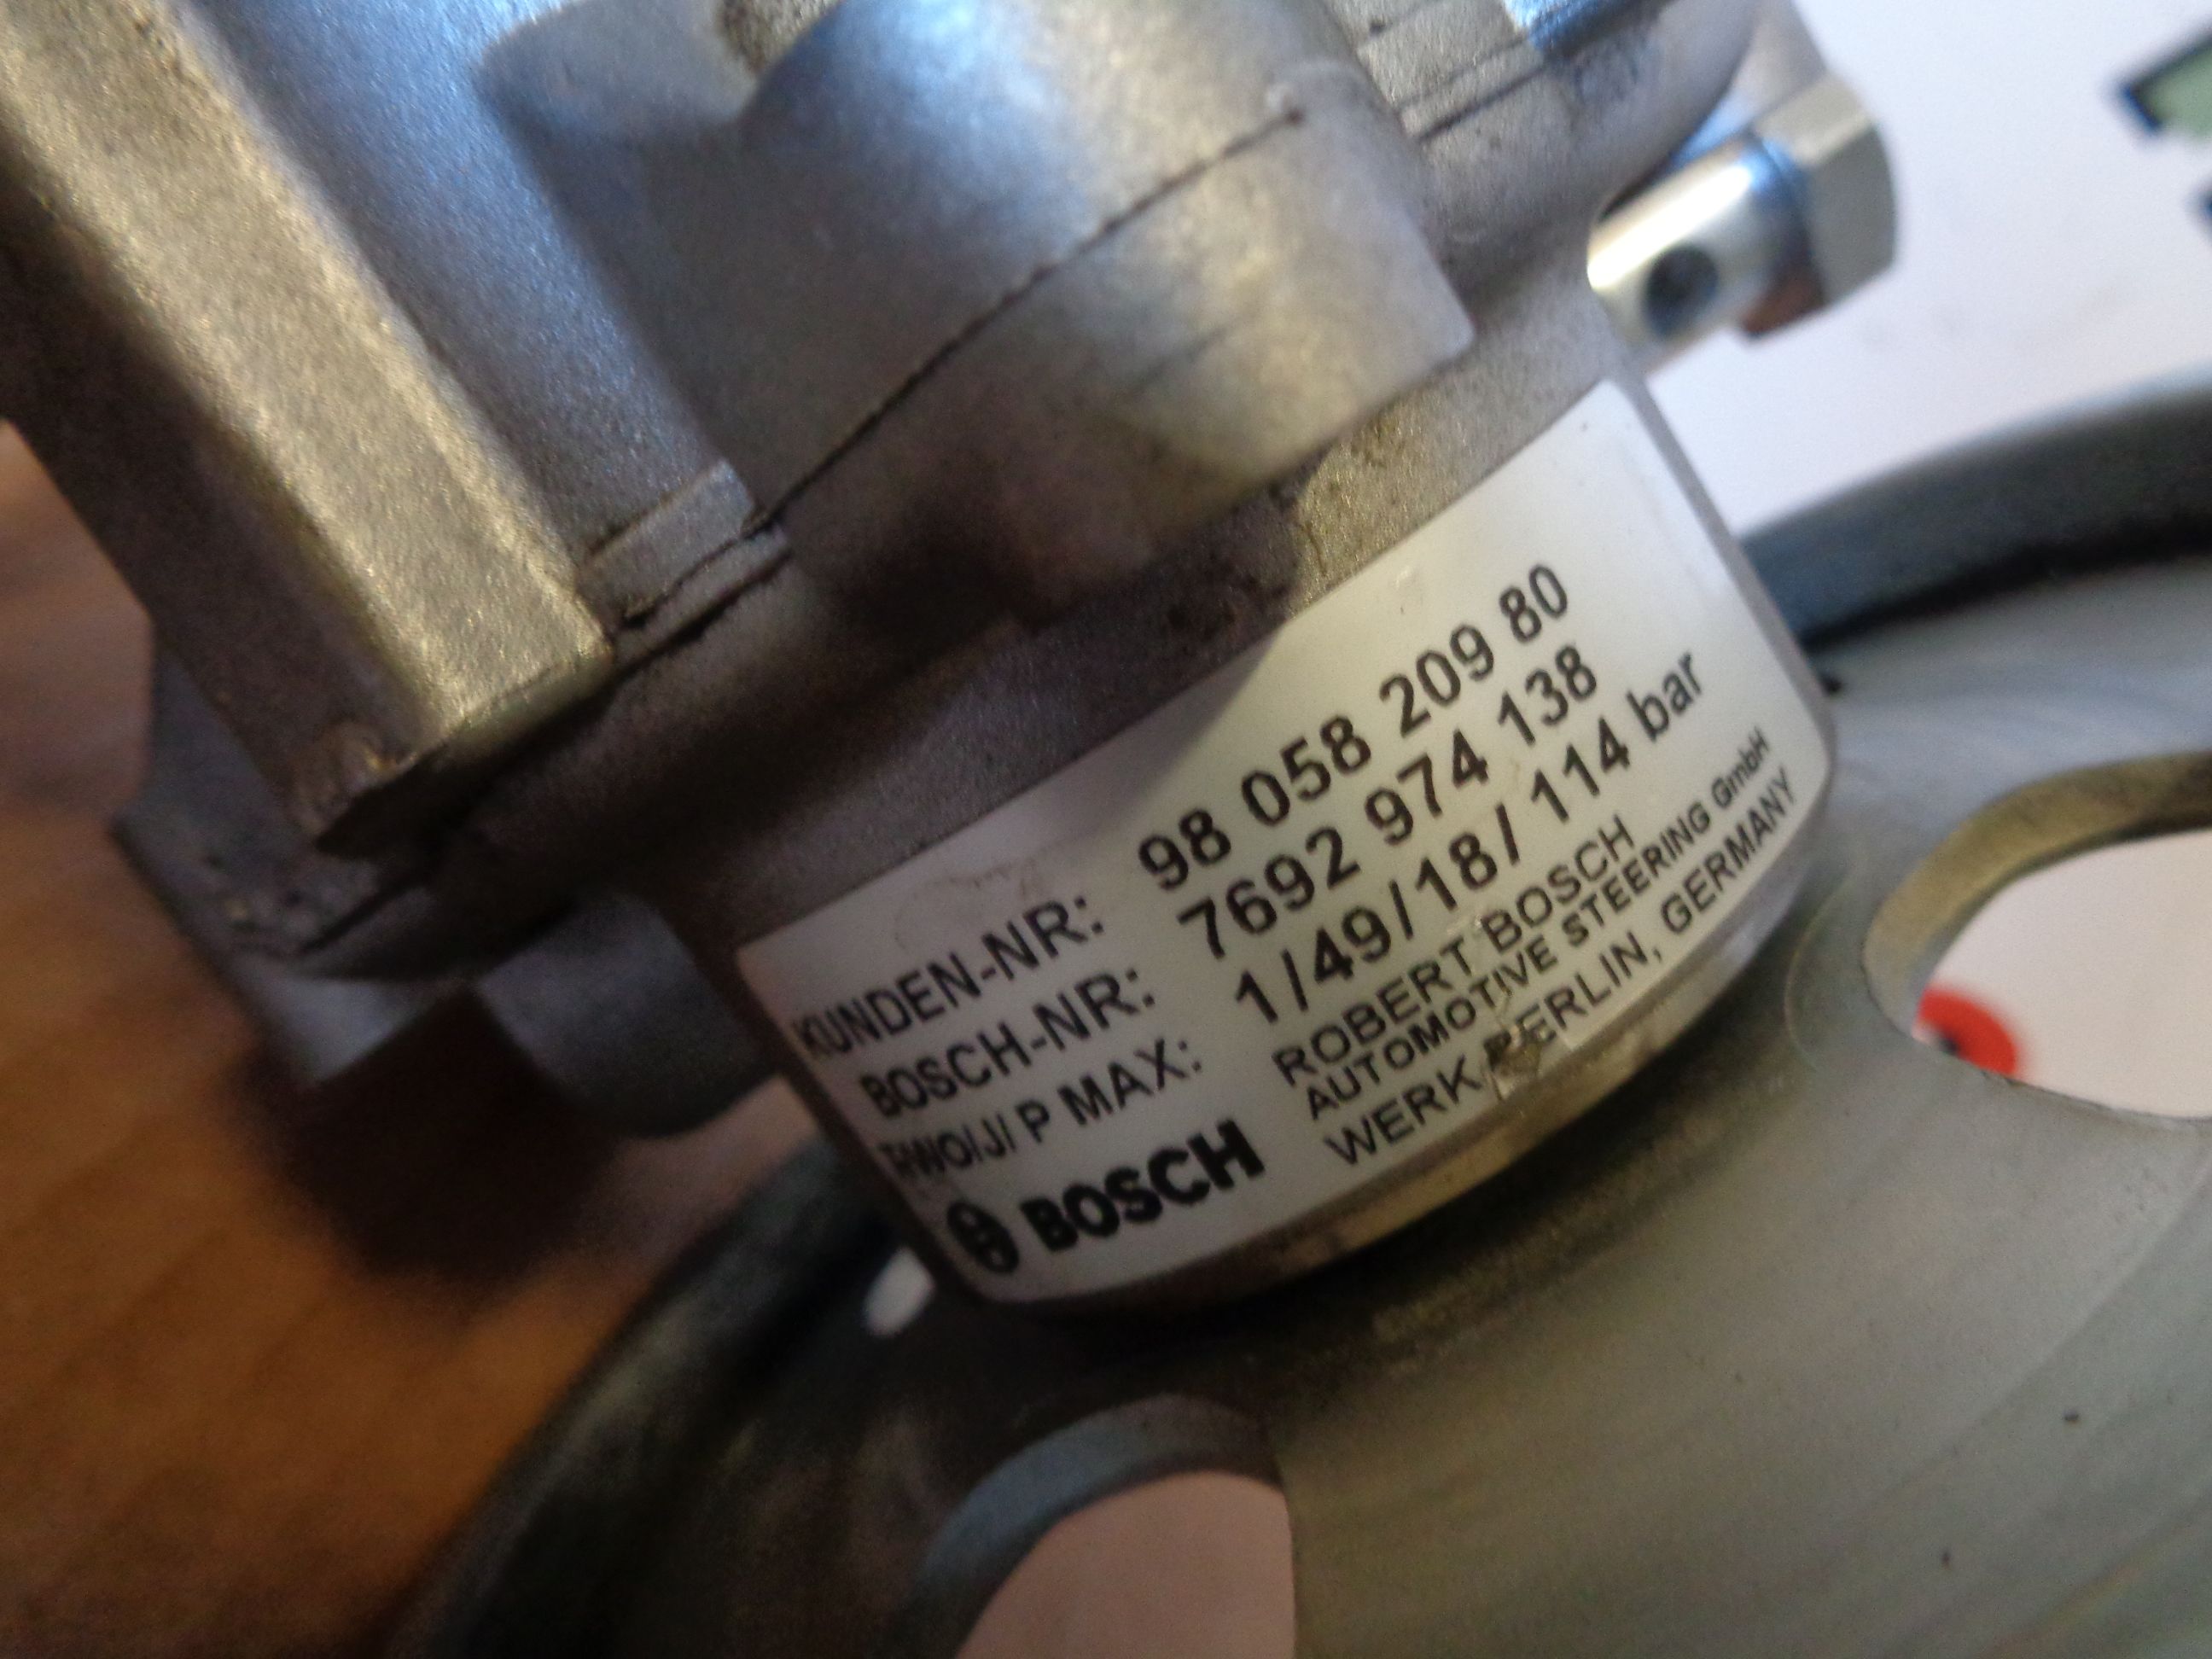 KUNDEN-NR: 98 058 209 80
BOSCH-NR: 7692 974 138
1/49/18/ 114 bar
P MAX:
ROBERT BOSCH
AUTOMOTIVE STEERING GmbH
WERK BERLIN, GERMANY
BOSCH